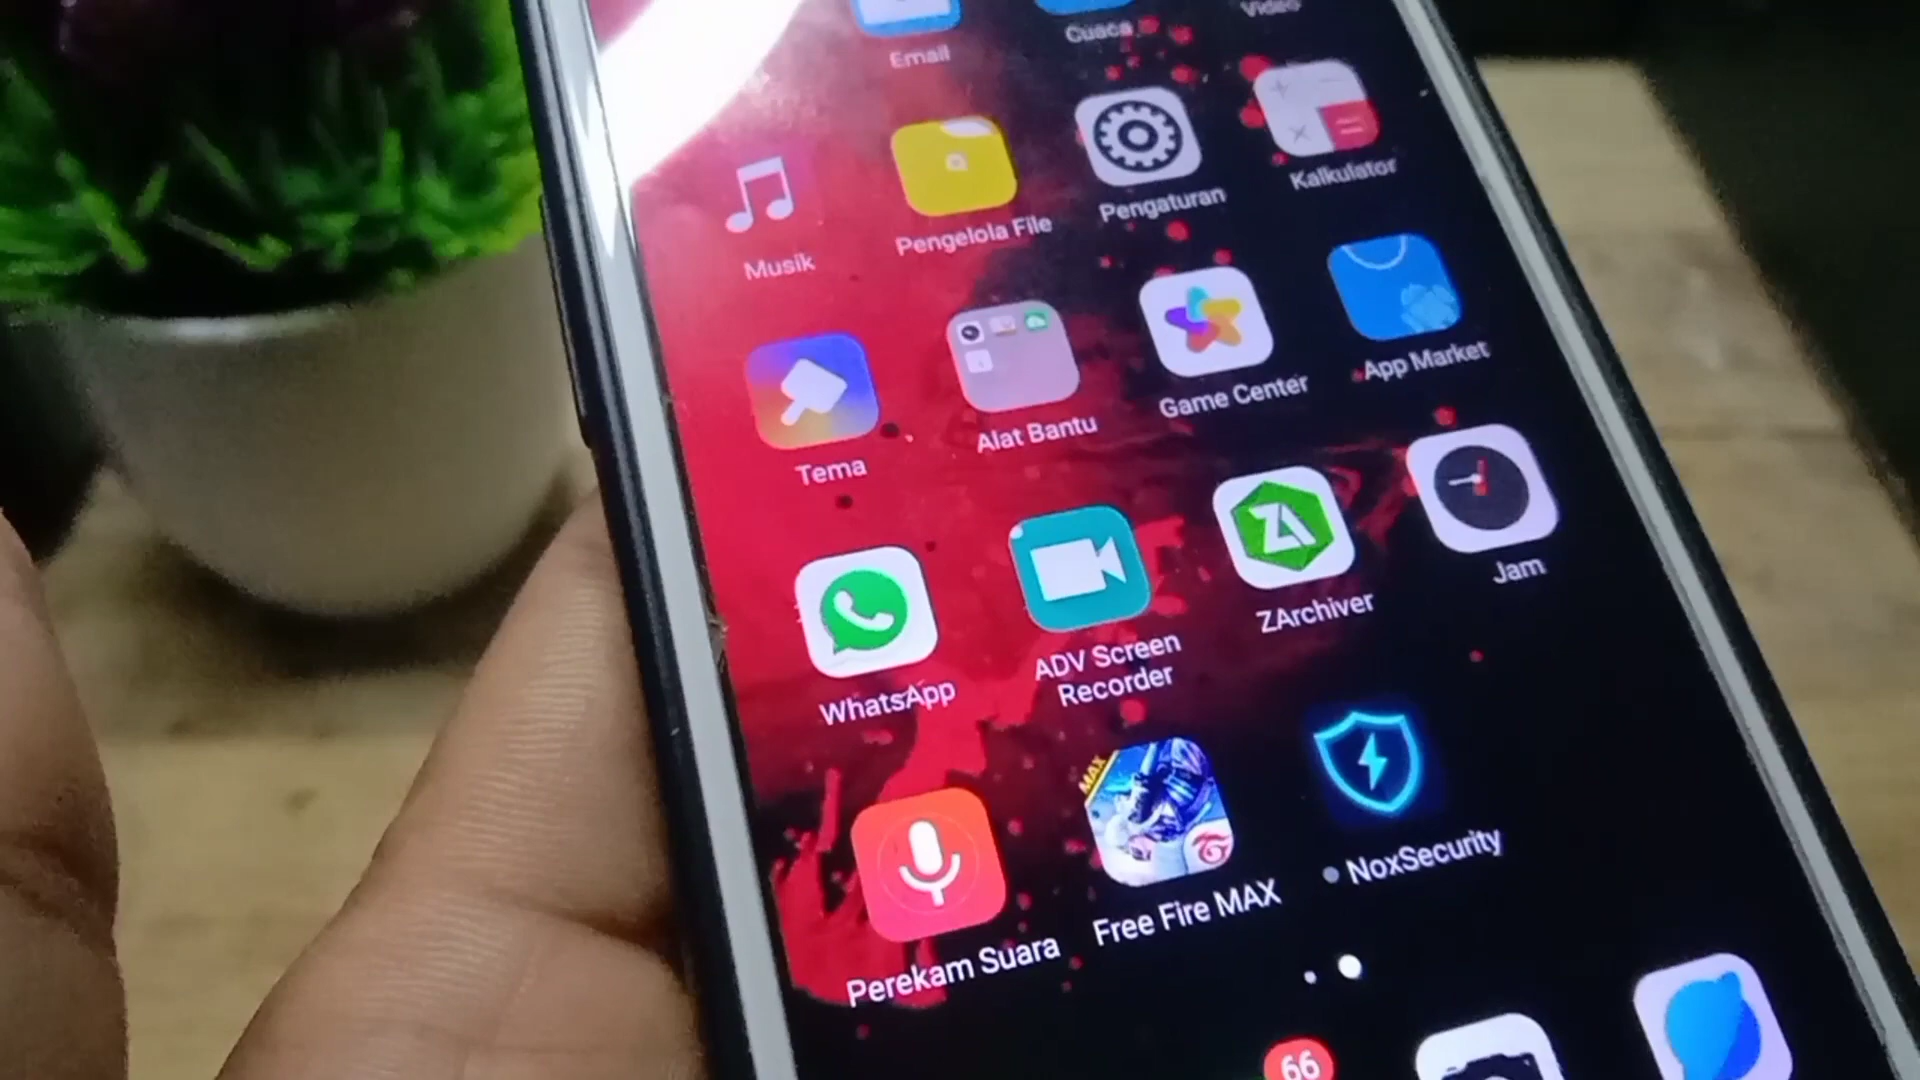 Email
Cuaca
Video
Musik
Pengelola File
Pengaturan
Kalkulator
Tema
Alat Bantu
Game Center
App Market
WhatsApp
ADV Screen
Recorder
ZArchiver
Jam
Perekam Suara
MAX
Free Fire MAX
NoxSecurity
66